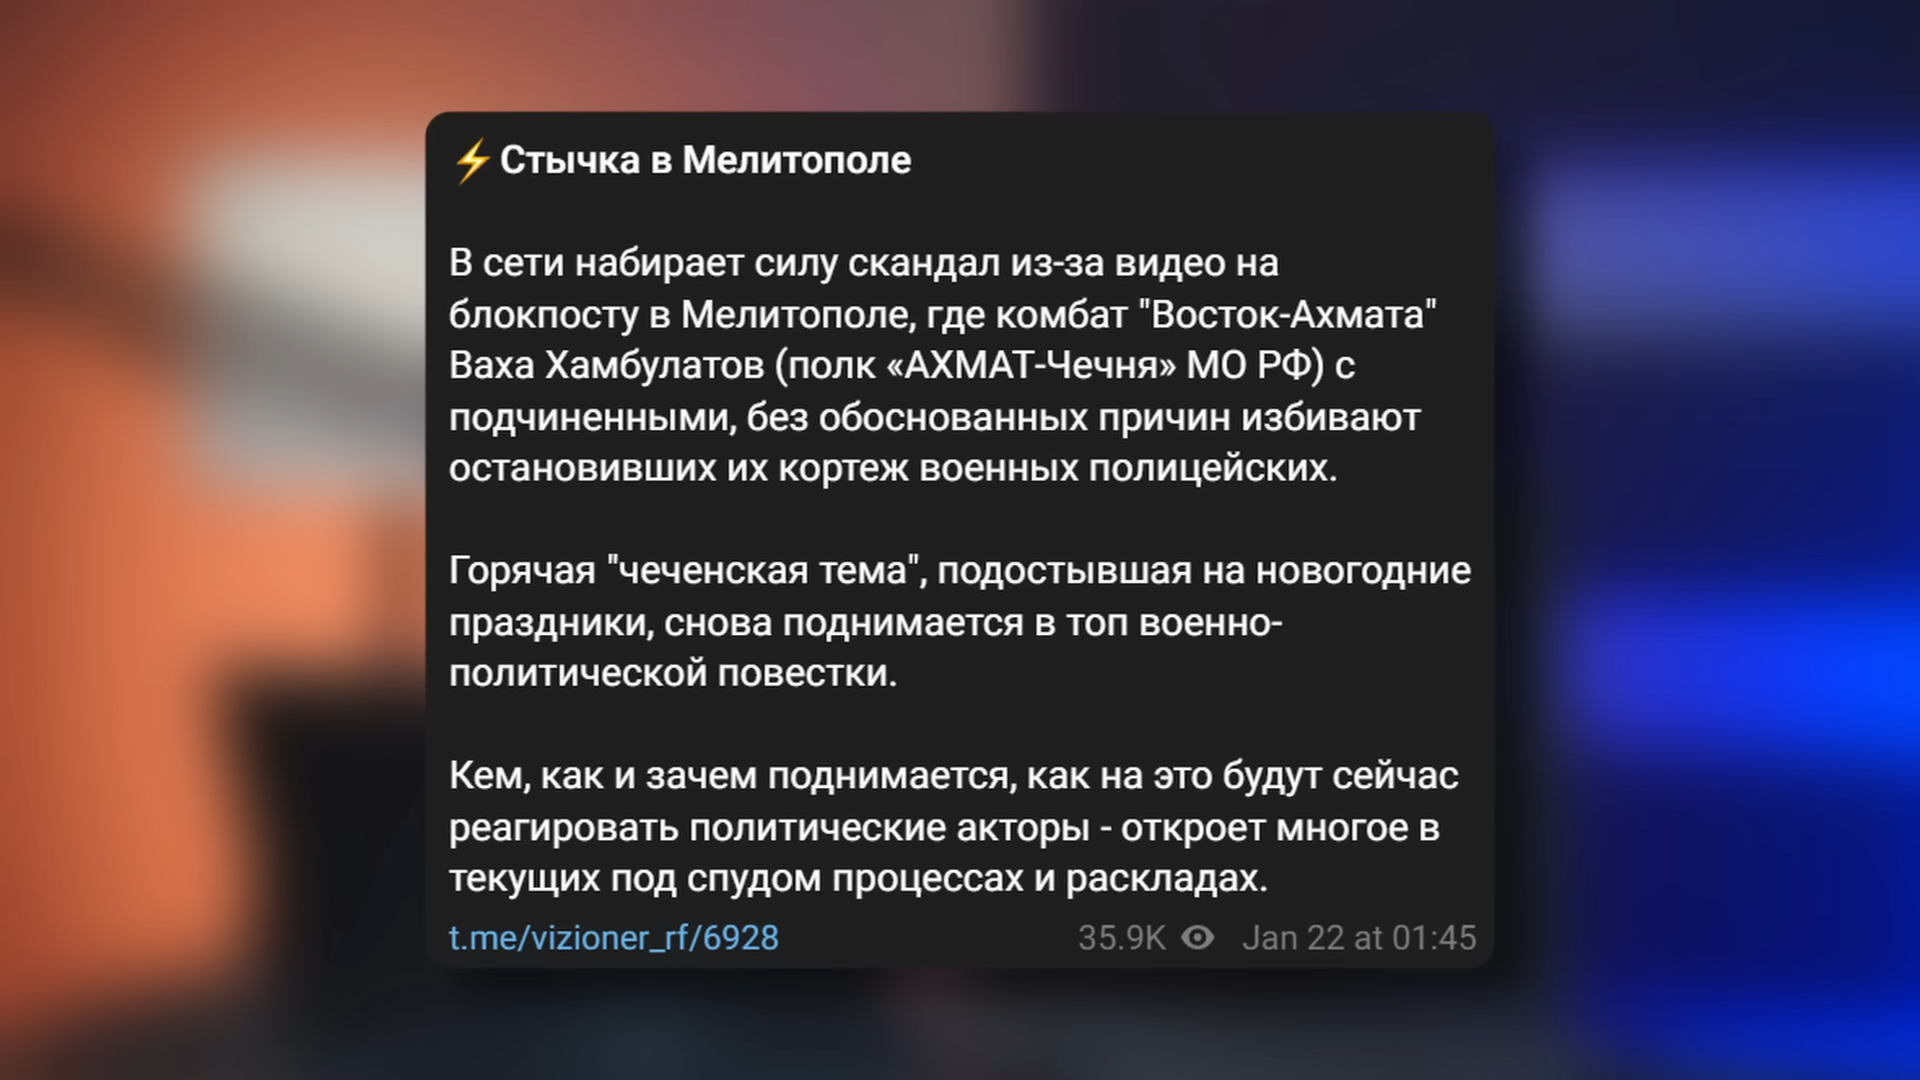 ⚡Стычка в Мелитополе
В сети набирает силу скандал из-за видео на
блокпосту в Мелитополе, где комбат "Восток-Ахмата"
Ваха Хамбулатов (полк «АХМАТ-Чечня» МО РФ) с
подчиненными, без обоснованных причин избивают
остановивших их кортеж военных полицейских.
Горячая "чеченская тема", подостывшая на новогодние
праздники, снова поднимается в топ военно-
политической повестки.
Кем, как и зачем поднимается, как на это будут сейчас
реагировать политические акторы - откроет многое в
текущих под спудом процессах и раскладах.
t.me/vizioner_rf/6928 35.9K Jan 22 at 01:45